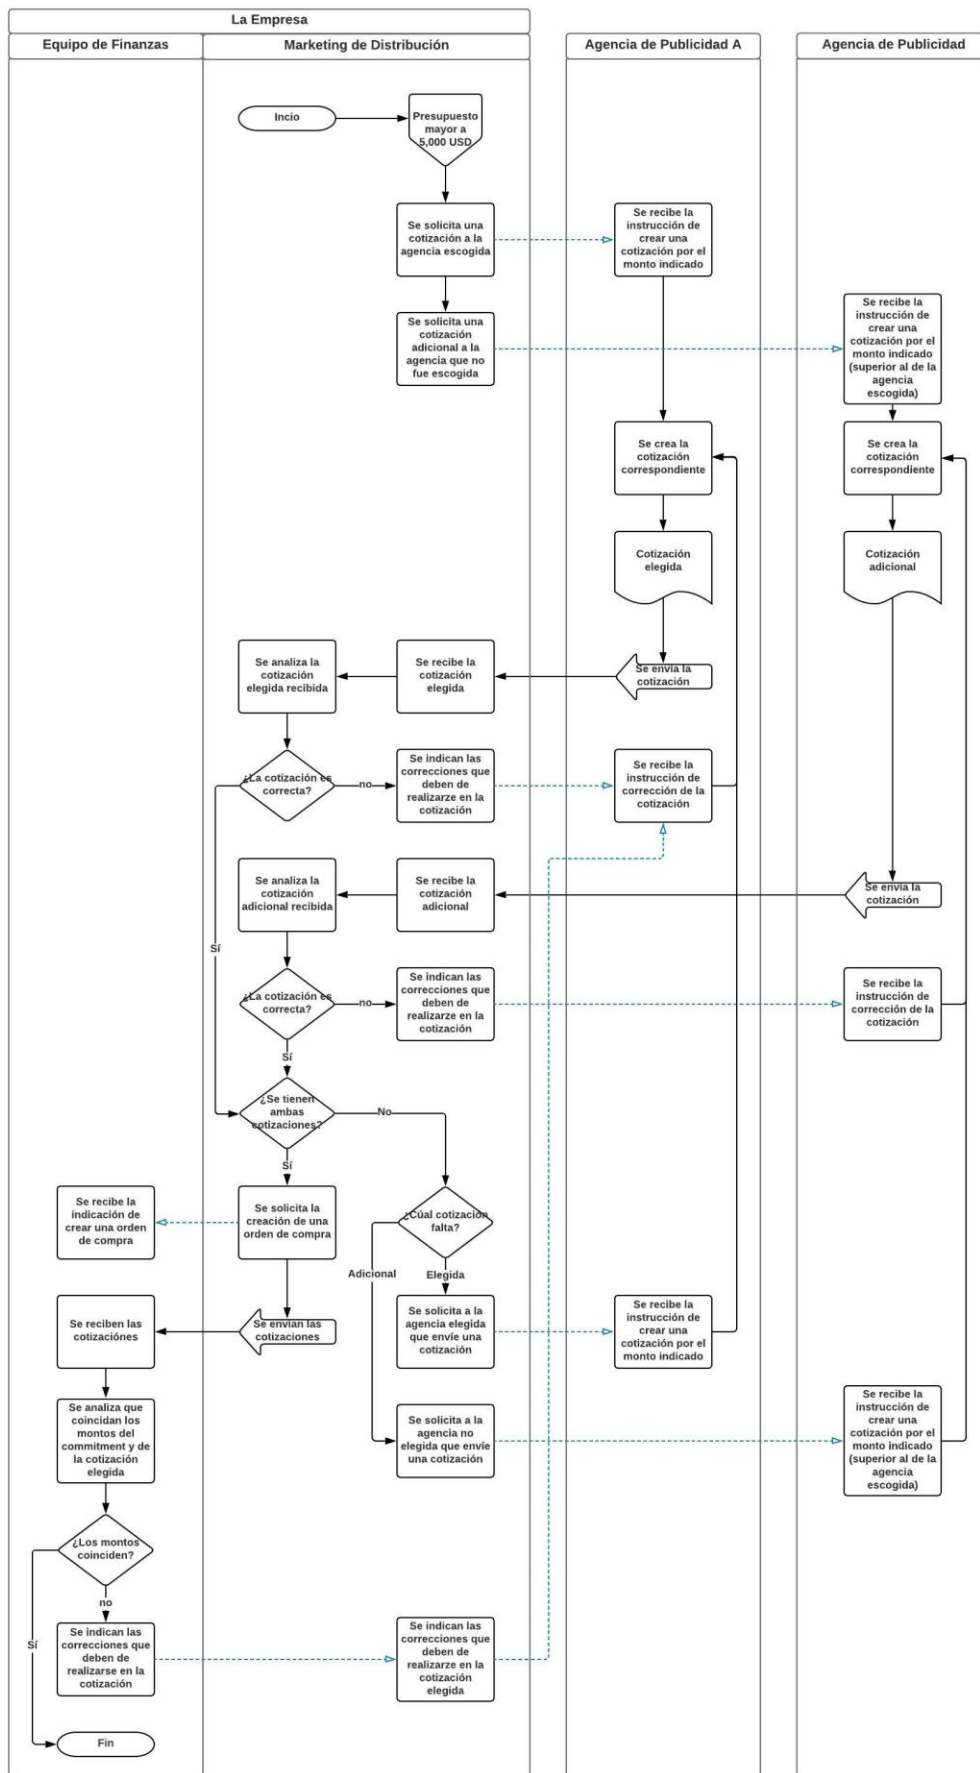 La Empresa
Equipo de Finanzas
Marketing de Distribución
Agencia de Publicidad A
Agencia de Publicidad
Incio
Presupuesto
mayor a
5,000 USD
Se solicita una
cotización a la
agencia escogida
Se recibe la
instrucción de
crear una
cotización por el
monto indicado
Se solicita una
cotización
adicional a la
agencia que no
fue escogida
Se recibe la
instrucción de
crear una
cotización por el
monto indicado
(superior al de la
agencia
escogida)
Se crea la
cotización
correspondiente
Se crea la
cotización
correspondiente
Cotización
elegida
Cotización
adicional
Se analiza la
cotización
elegida recibida
Se recibe la
cotización
elegida
Se envía la
cotización
¿La cotización es
correcta?
no
Se indican las
correcciones que
deben de
realizarze en la
cotización
Se recibe la
instrucción de
corrección de la
cotización
Se analiza la
cotización
adicional recibida
Se recibe la
cotización
adicional
Se envía la
cotización
Sí
¿La cotización es
correcta?
no
Se indican las
correcciones que
deben de
realizarze en la
cotización
Se recibe la
instrucción de
corrección de la
cotización
Sí
¿Se tienen
ambas
cotizaciones?
No
Sí
Se recibe la
indicación de
crear una orden
de compra
Se solicita la
creación de una
orden de compra
¿Cúal cotización
falta?
Adicional
Elegida
Se reciben las
cotizaciónes
Se envían las
cotizaciones
Se solicita a la
agencia elegida
que envíe una
cotización
Se recibe la
instrucción de
crear una
cotización por el
monto indicado
Se analiza que
coincidan los
montos del
commitment y de
la cotización
elegida
Se solicita a la
agencia no
elegida que envíe
una cotización
Se recibe la
instrucción de
crear una
cotización por el
monto indicado
(superior al de la
agencia
escogida)
¿Los montos
coinciden?
no
Sí
Se indican las
correcciones que
deben de
realizarse en la
cotización
Se indican las
correcciones que
deben de
realizarze en la
cotización
elegida
Fin